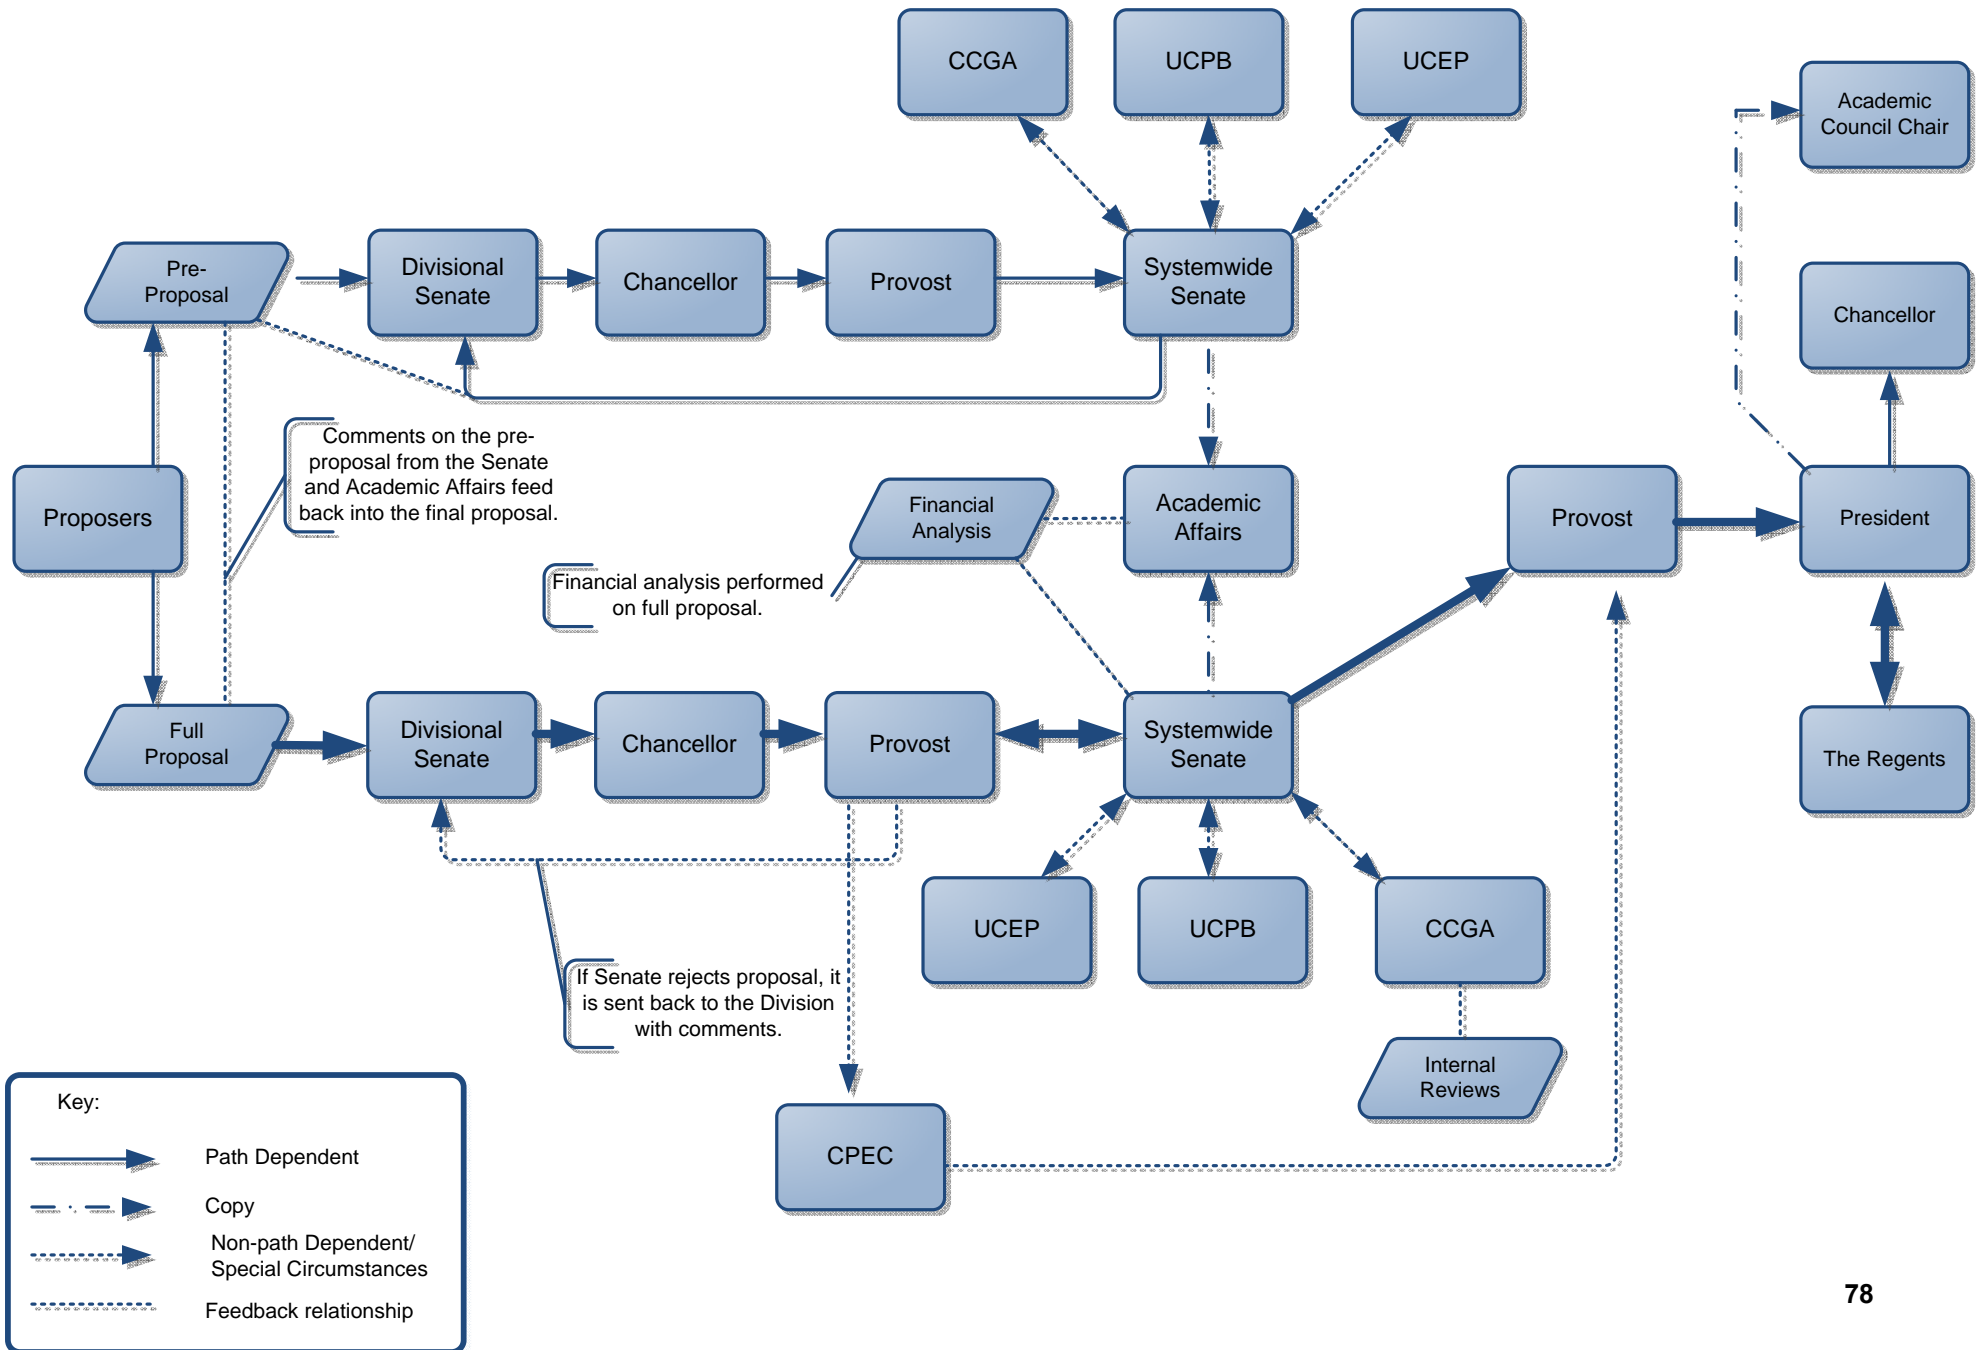 CCGA
UCPB
UCEP
Academic
Council Chair
Pre-
Proposal
Divisional
Senate
Chancellor
Provost
Systemwide
Senate
Chancellor
Comments on the pre-
proposal from the Senate
and Academic Affairs feed
back into the final proposal.
Proposers
Financial
Analysis
Academic
Affairs
Provost
President
Financial analysis performed
on full proposal.
Full
Proposal
Divisional
Senate
Chancellor
Provost
Systemwide
Senate
The Regents
UCEP
UCPB
CCGA
If Senate rejects proposal, it
is sent back to the Division
with comments.
Internal
Reviews
CPEC
Key:
Path Dependent
Copy
Non-path Dependent/
Special Circumstances
Feedback relationship
78